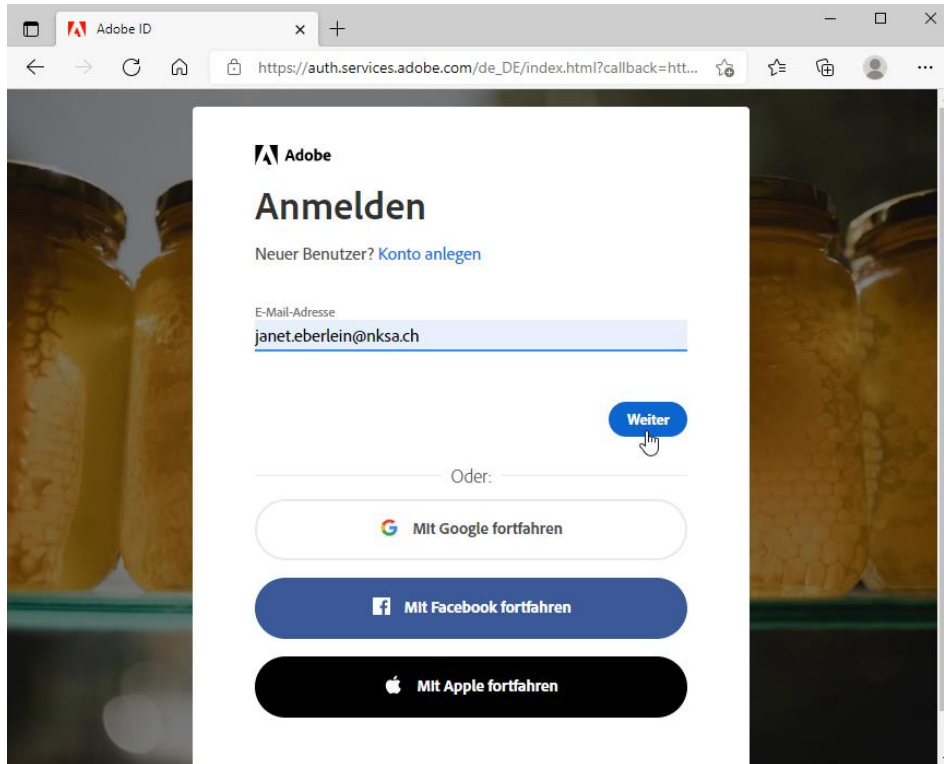 Adobe ID
https://auth.services.adobe.com/de_DE/index.html?callback=htt...
Adobe
Anmelden
Neuer Benutzer? Konto anlegen
E-Mail-Adresse
janet.eberlein@nksa.ch
Weiter
Oder:
Mit Google fortfahren
Mit Facebook fortfahren
Mit Apple fortfahren